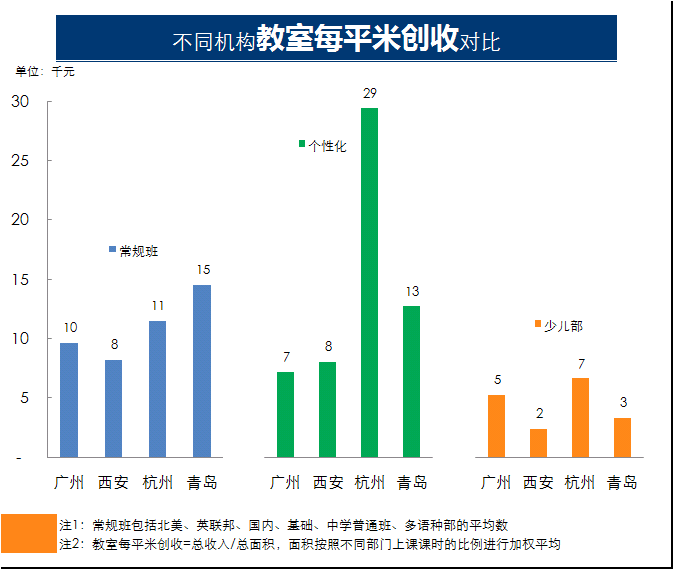 不同机构教室每平米创收对比
单位：千元
30
25
20
15
10
5
-
常规班
10
8
11
15
广州 西安 杭州 青岛
个性化
7
8
29
13
广州 西安 杭州 青岛
少儿部
5
2
7
3
广州 西安 杭州 青岛
注1：常规班包括北美、英联邦、国内、基础、中学普通班、多语种部的平均数
注2：教室每平米创收=总收入/总面积，面积按照不同部门上课课时的比例进行加权平均